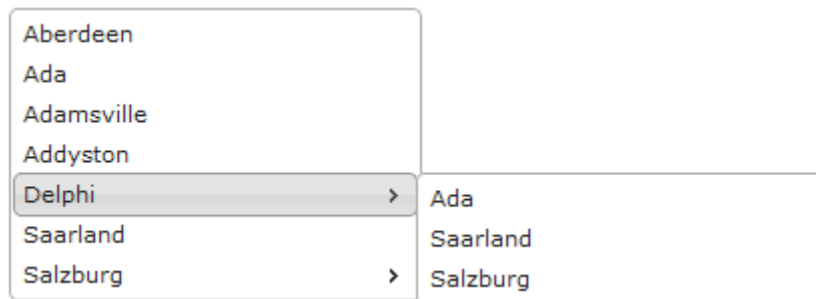 Aberdeen
Ada
Adamsville
Addyston
Delphi
Saarland
Salzburg
Ada
Saarland
Salzburg